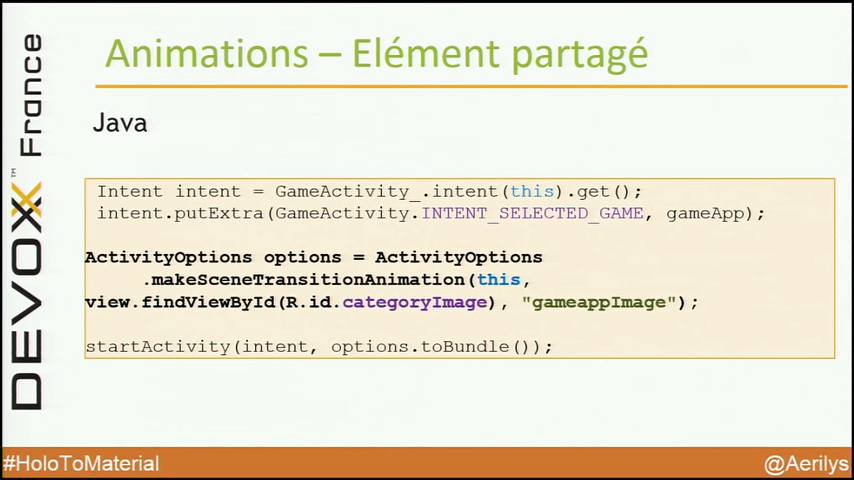 Animations – Elément partagé
Java
Intent intent = GameActivity_.intent(this).get();
intent.putExtra(GameActivity.INTENT_SELECTED_GAME, gameApp);
ActivityOptions options = ActivityOptions
.makeSceneTransitionAnimation(this,
view.findViewById(R.id.categoryImage), "gameappImage");
startActivity(intent, options.toBundle());
DEVOXX™ France
#HoloToMaterial
@Aerilys